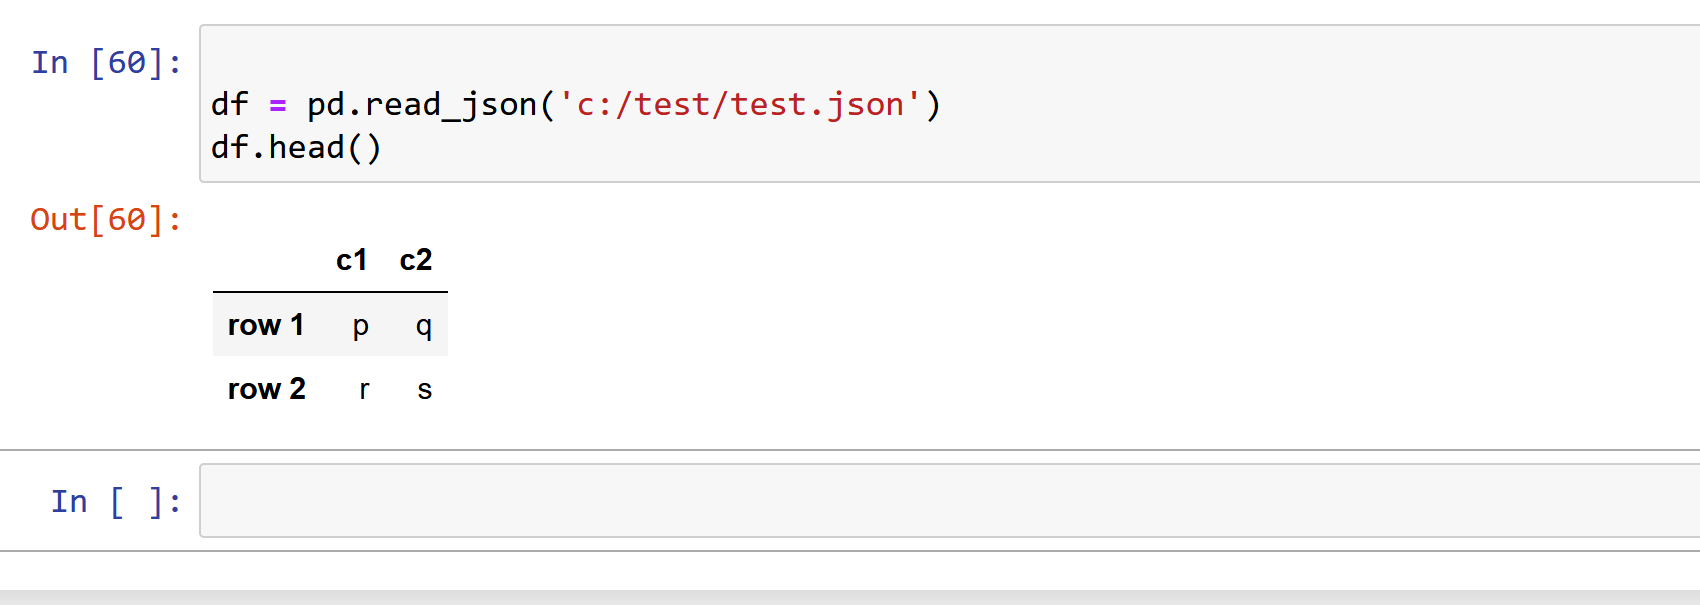 In [60]:
df = pd.read_json('c:/test/test.json')
df.head()
Out[60]:
c1 c2
row 1 p q
row 2 r s
In [ ]: